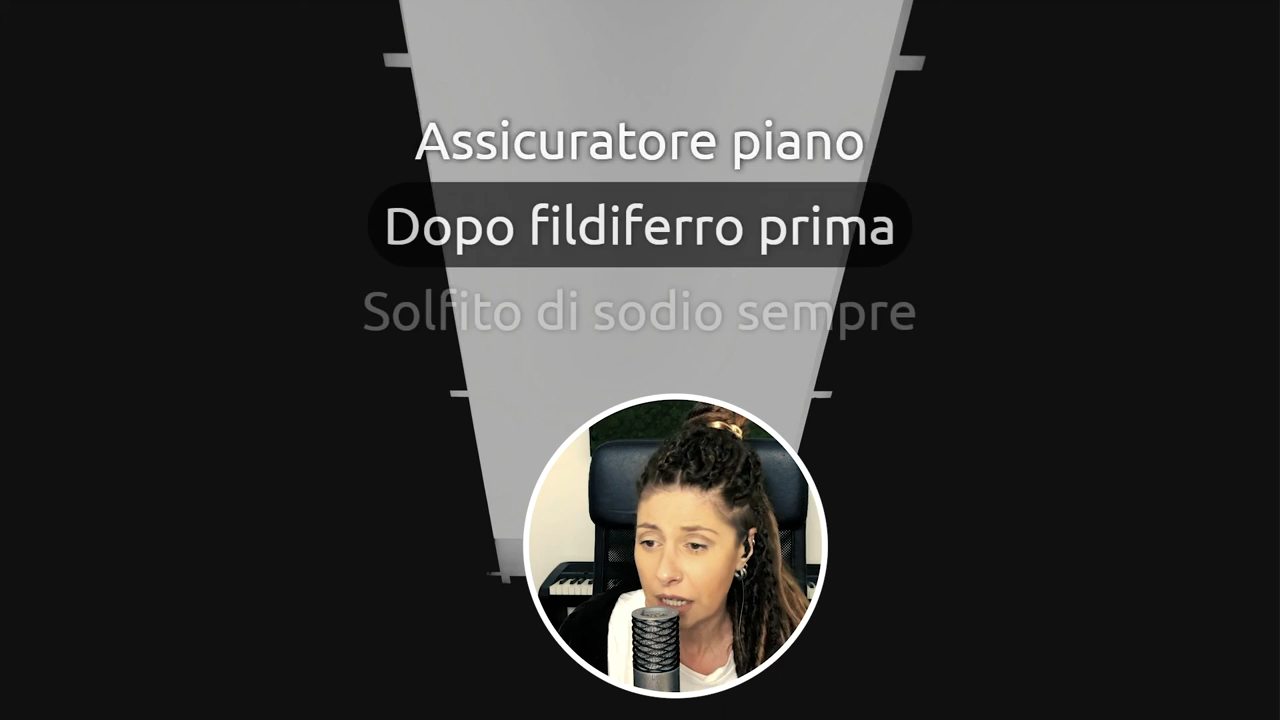 Assicuratore piano
Dopo fildiferro prima
Solfito di sodio sempre